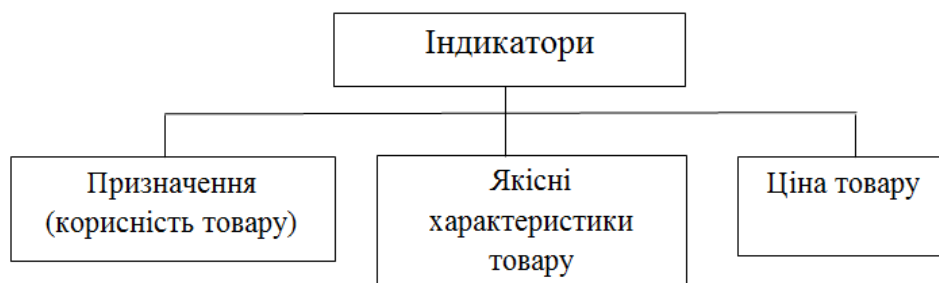 Індикатори
Призначення
(корисність товару)
Якісні
характеристики
товару
Ціна товару